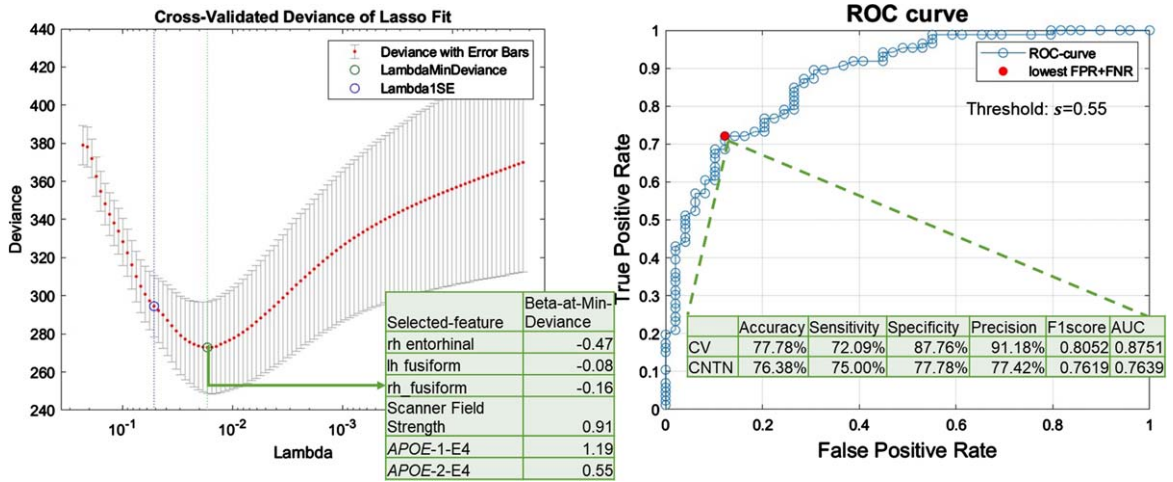 Cross-Validated Deviance of Lasso Fit
440
420
400
380
360
340
320
300
280
260
240
Deviance
Deviance with Error Bars
LambdaMinDeviance
Lambda1SE
10-1
10-2
10-3
Lambda
Selected-feature Beta-at-Min-Deviance
rh entorhinal -0.47
lh fusiform -0.08
rh_fusiform -0.16
Scanner Field
Strength 0.91
APOE-1-E4 1.19
APOE-2-E4 0.55
ROC curve
1
0.9
0.8
0.7
0.6
0.5
0.4
0.3
0.2
0.1
0
True Positive Rate
ROC-curve
lowest FPR+FNR
Threshold: s=0.55
Accuracy Sensitivity Specificity Precision F1score AUC
CV 77.78% 72.09% 87.76% 91.18% 0.8052 0.8751
CNTN 76.38% 75.00% 77.78% 77.42% 0.7619 0.7639
0 0.2 0.4 0.6 0.8 1
False Positive Rate